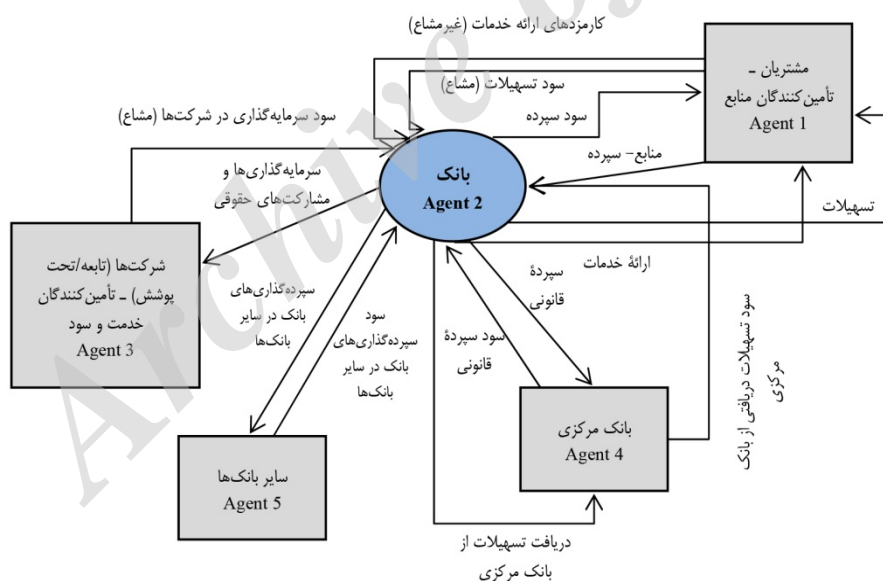 کارمزدهای ارائه خدمات (غیرمشاع)
مشتریان ـ
تأمین‌کنندگان منابع
Agent 1
سود تسهیلات (مشاع)
سود سپرده
سود سرمایه‌گذاری در شرکت‌ها (مشاع)
منابع- سپرده
بانک
Agent 2
سرمایه‌گذاری‌ها و
مشارکت‌های حقوقی
تسهیلات
شرکت‌ها (تابعه/تحت
پوشش) ـ تأمین‌کنندگان
خدمت و سود
Agent 3
ارائهٔ خدمات
سپردهٔ
قانونی
سپرده‌گذاری‌های
بانک در سایر
بانک‌ها
سود
سپرده‌گذاری‌های
بانک در سایر
بانک‌ها
سود سپردهٔ
قانونی
سود تسهیلات دریافتی از بانک
مرکزی
بانک مرکزی
Agent 4
سایر بانک‌ها
Agent 5
دریافت تسهیلات از
بانک مرکزی
Archive of